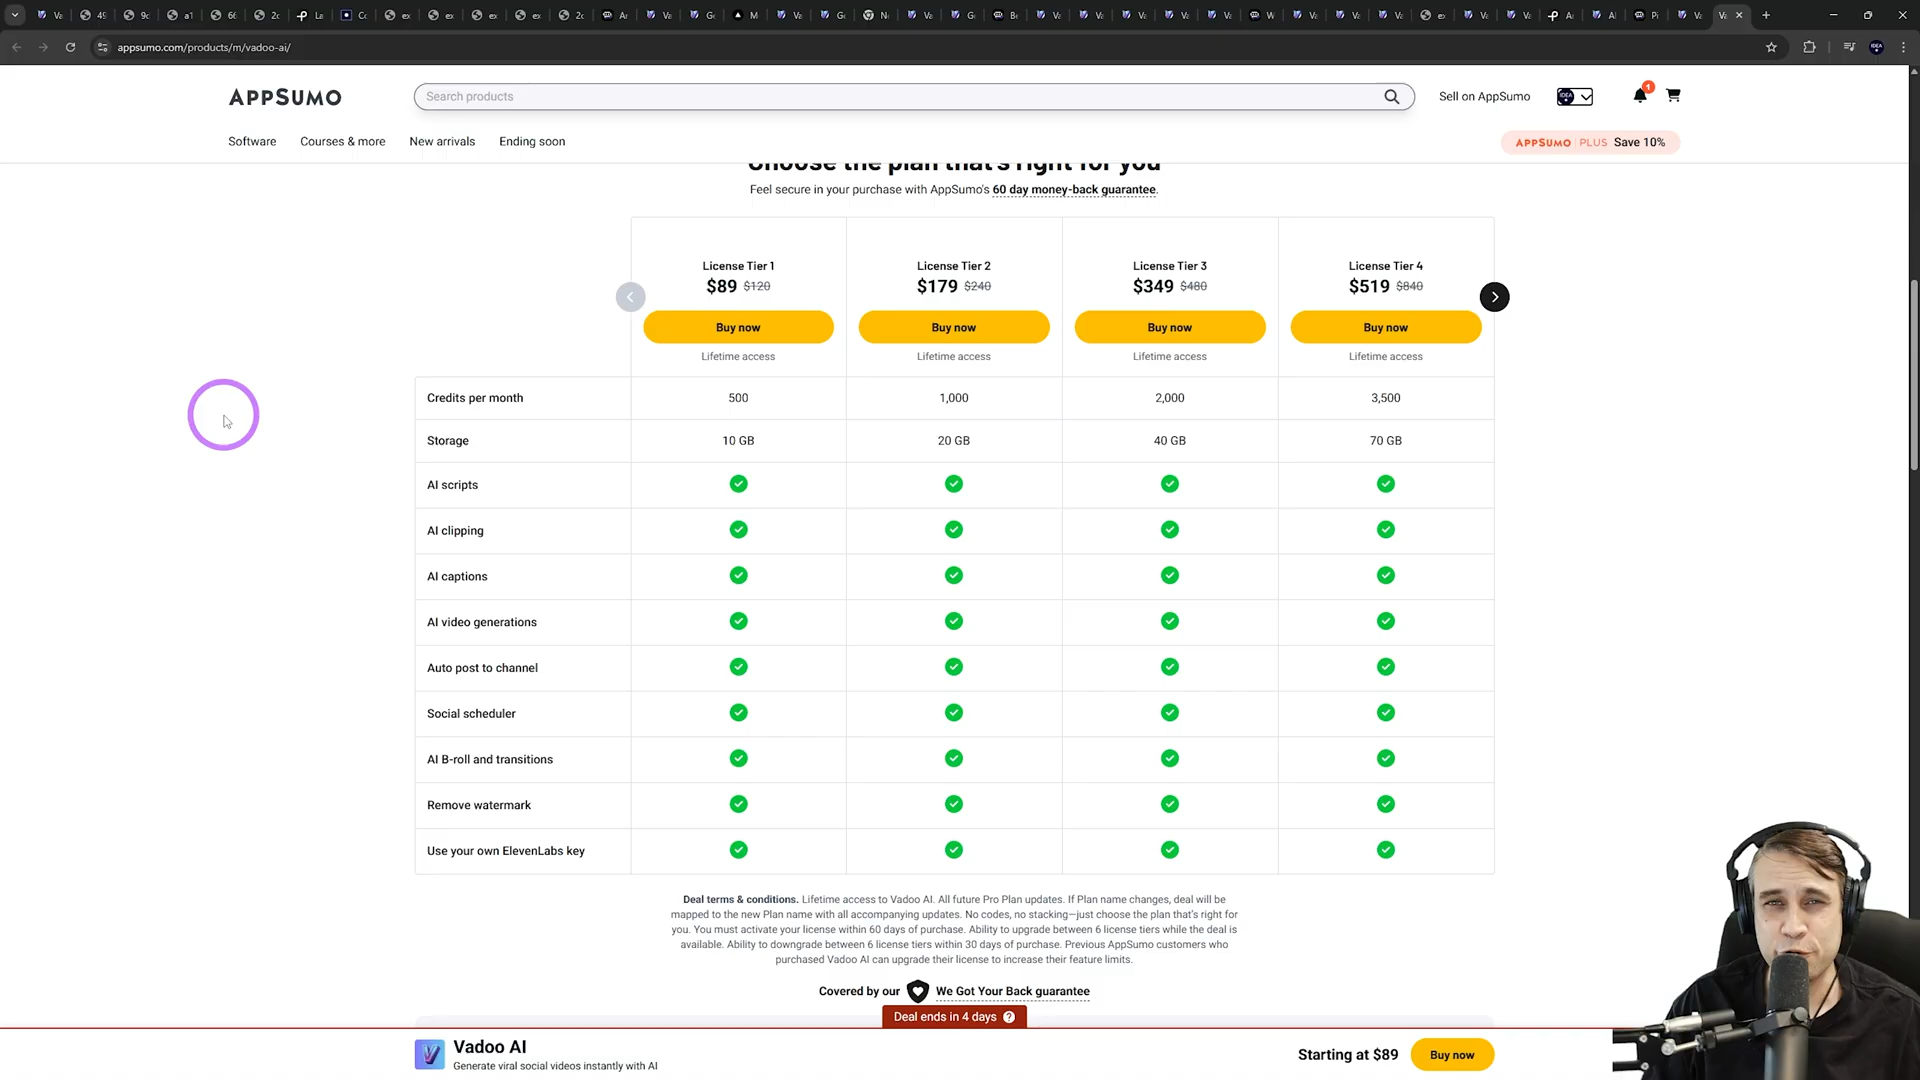 appsumo.com/products/m/vadoo-ai/
APPSUMO
Search products
Sell on AppSumo
1
Software
Courses & more
New arrivals
Ending soon
APPSUMO | PLUS Save 10%
Choose the plan that's right for you
Feel secure in your purchase with AppSumo's 60 day money-back guarantee.
License Tier 1 License Tier 2 License Tier 3 License Tier 4
$89 $120 $179 $240 $349 $480 $519 $840
Buy now Buy now Buy now Buy now
Lifetime access Lifetime access Lifetime access Lifetime access
Credits per month 500 1,000 2,000 3,500
Storage 10 GB 20 GB 40 GB 70 GB
AI scripts
AI clipping
AI captions
AI video generations
Auto post to channel
Social scheduler
AI B-roll and transitions
Remove watermark
Use your own ElevenLabs key
Deal terms & conditions. Lifetime access to Vadoo AI. All future Pro Plan updates. If Plan name changes, deal will be
mapped to the new Plan name with all accompanying updates. No codes, no stacking—just choose the plan that's right for
you. You must activate your license within 60 days of purchase. Ability to upgrade between 6 license tiers while the deal is
available. Ability to downgrade between 6 license tiers within 30 days of purchase. Previous AppSumo customers who
purchased Vadoo AI can upgrade their license to increase their feature limits.
Covered by our We Got Your Back guarantee
Deal ends in 4 days
Vadoo AI
Generate viral social videos instantly with AI
Starting at $89
Buy now